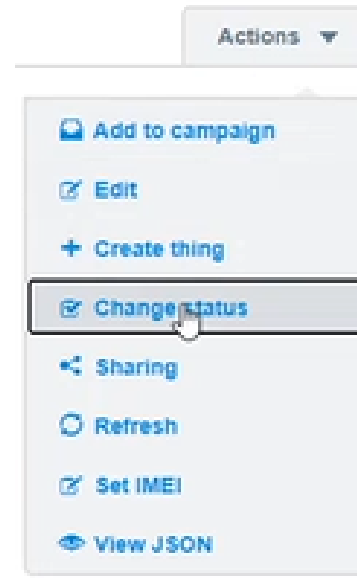 Actions
Add to campaign
Edit
Create thing
Change status
Sharing
Refresh
Set IMEI
View JSON